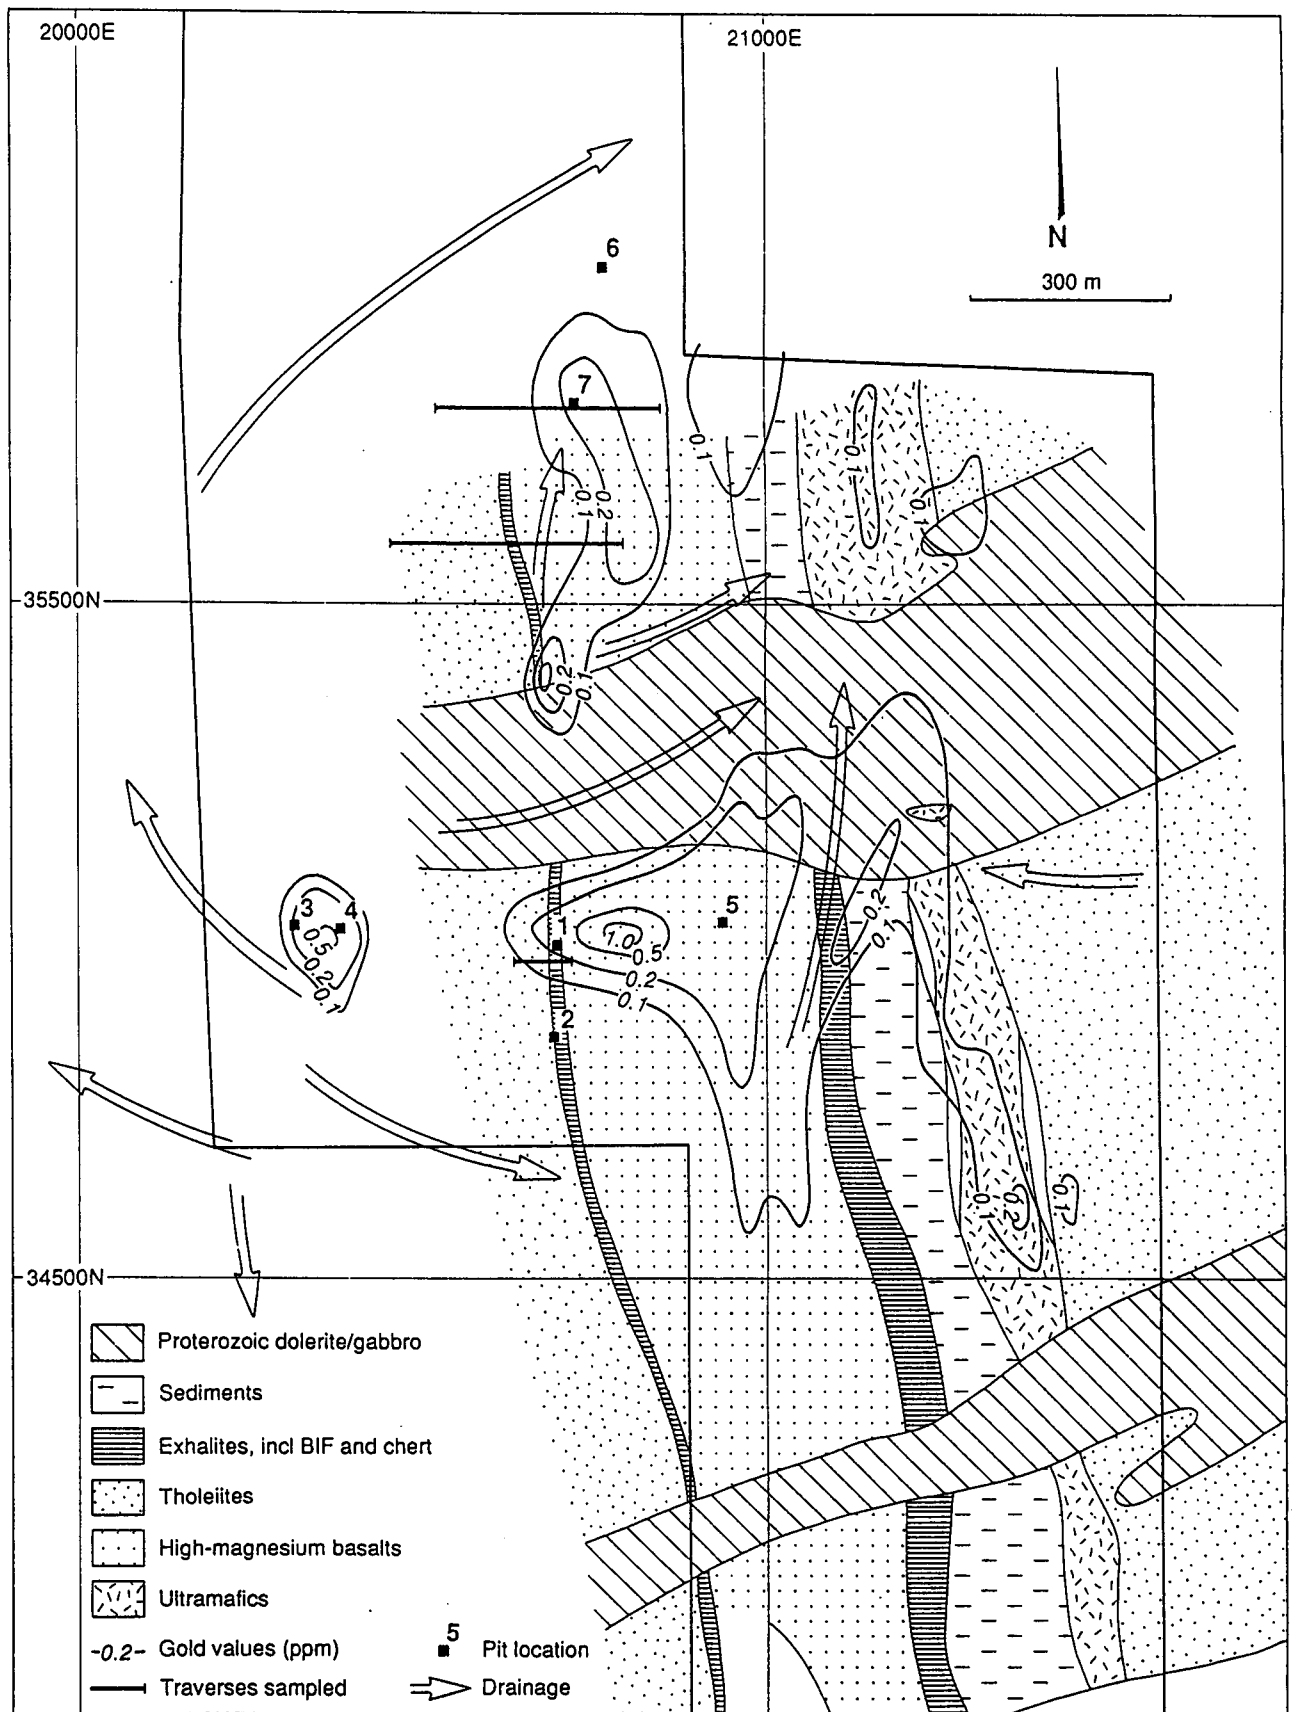 20000E
21000E
6
N
300 m
7
0.1
0.1
0.1
0.2
0.1
0.1
35500N
0.2
0.1
3
4
5
0.2
0.5
1
1.0
0.1
0.5
0.2
0.2
0.1
0.1
2
0.1
0.2
0.1
34500N
Proterozoic dolerite/gabbro
Sediments
Exhalites, incl BIF and chert
Tholeiites
High-magnesium basalts
Ultramafics
-0.2- Gold values (ppm)
5 Pit location
Traverses sampled
Drainage